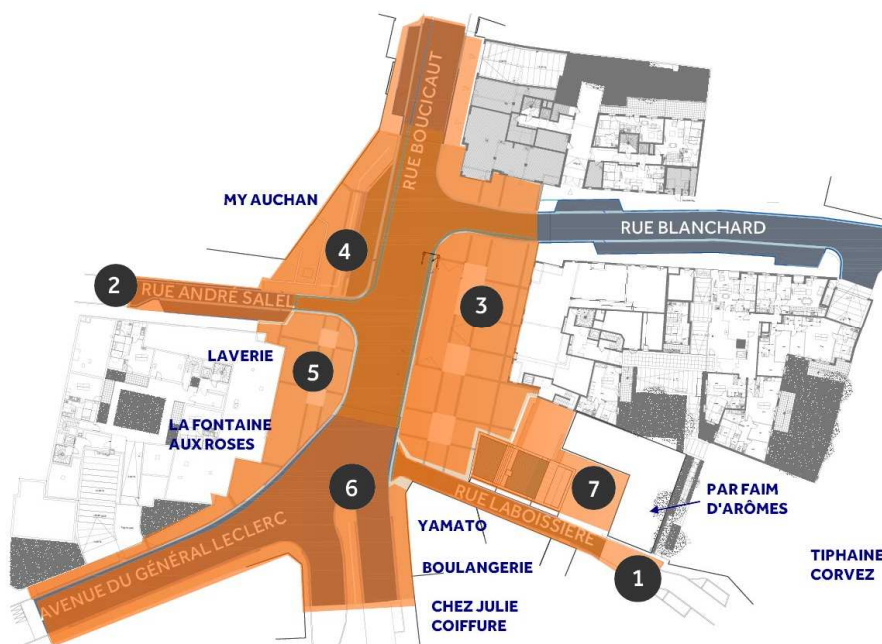 RUE BOUCICAUT
MY AUCHAN
RUE BLANCHARD
4
2
RUE ANDRÉ SALEL
3
LAVERIE
5
LA FONTAINE
AUX ROSES
6
7
RUE LABOISSIÈRE
PAR FAIM
D'ARÔMES
YAMATO
TIPHAINE
CORVEZ
BOULANGERIE
1
AVENUE DU GÉNÉRAL LECLERC
CHEZ JULIE
COIFFURE